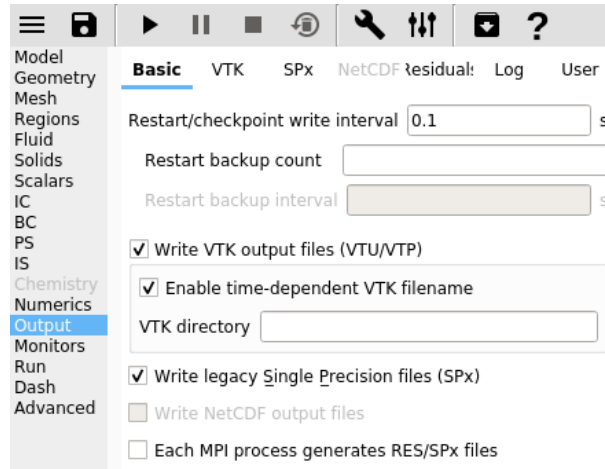 ?
Model
Geometry
Mesh
Regions
Fluid
Solids
Scalars
IC
BC
PS
IS
Chemistry
Numerics
Output
Monitors
Run
Dash
Advanced
Basic VTK SPx NetCDF Residuals Log User
Restart/checkpoint write interval 0.1 s
Restart backup count
Restart backup interval s
Write VTK output files (VTU/VTP)
Enable time-dependent VTK filename
VTK directory
Write legacy Single Precision files (SPx)
Write NetCDF output files
Each MPI process generates RES/SPx files